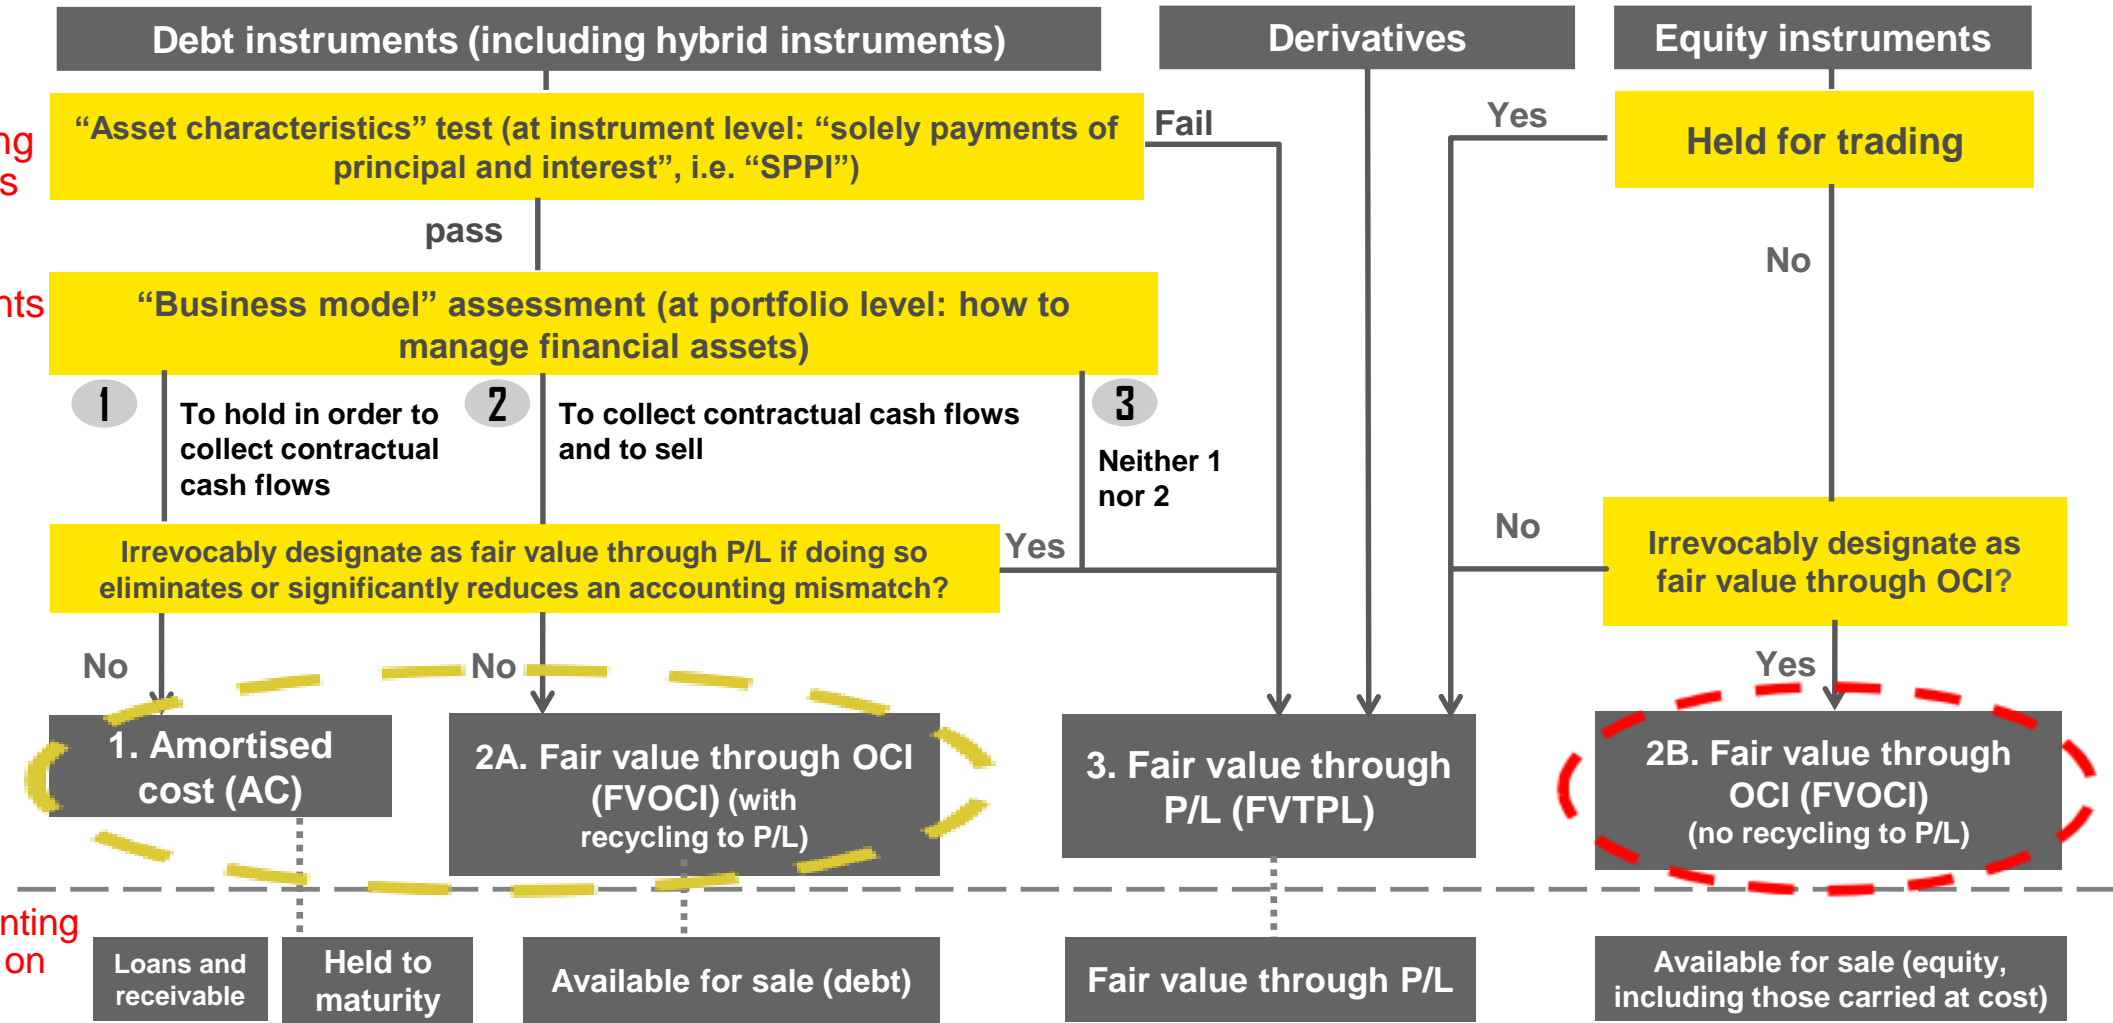 Debt instruments (including hybrid instruments)
Derivatives
Equity instruments
“Asset characteristics” test (at instrument level: “solely payments of
principal and interest”, i.e. “SPPI”)
Fail
Yes
Held for trading
ng
s
pass
No
nts
“Business model” assessment (at portfolio level: how to
manage financial assets)
1
To hold in order to
collect contractual
cash flows
2
To collect contractual cash flows
and to sell
3
Neither 1
nor 2
Irrevocably designate as fair value through P/L if doing so
eliminates or significantly reduces an accounting mismatch?
Yes
No
Irrevocably designate as
fair value through OCI?
No
No
Yes
1. Amortised
cost (AC)
2A. Fair value through OCI
(FVOCI) (with
recycling to P/L)
3. Fair value through
P/L (FVTPL)
2B. Fair value through
OCI (FVOCI)
(no recycling to P/L)
nting
on
Loans and
receivable
Held to
maturity
Available for sale (debt)
Fair value through P/L
Available for sale (equity,
including those carried at cost)